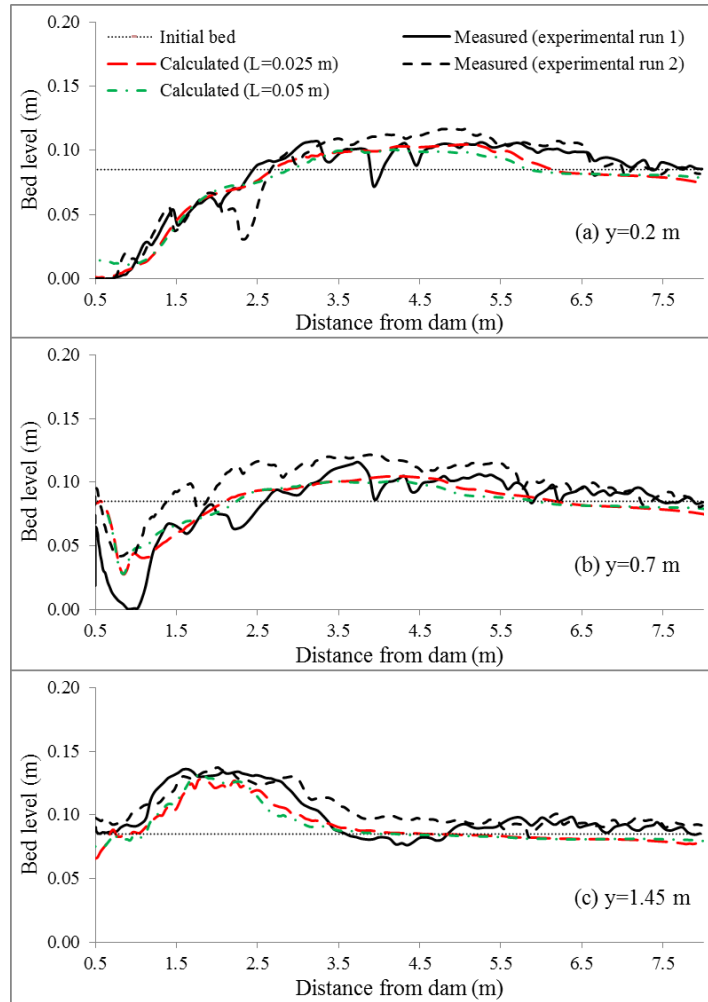 0.20
0.15
0.10
0.05
0.00
Bed level (m)
Initial bed
Measured (experimental run 1)
Calculated (L=0.025 m)
Measured (experimental run 2)
Calculated (L=0.05 m)
(a) y=0.2 m
0.5 1.5 2.5 3.5 4.5 5.5 6.5 7.5
Distance from dam (m)
0.20
0.15
0.10
0.05
0.00
Bed level (m)
(b) y=0.7 m
0.5 1.5 2.5 3.5 4.5 5.5 6.5 7.5
Distance from dam (m)
0.20
0.15
0.10
0.05
0.00
Bed level (m)
(c) y=1.45 m
0.5 1.5 2.5 3.5 4.5 5.5 6.5 7.5
Distance from dam (m)